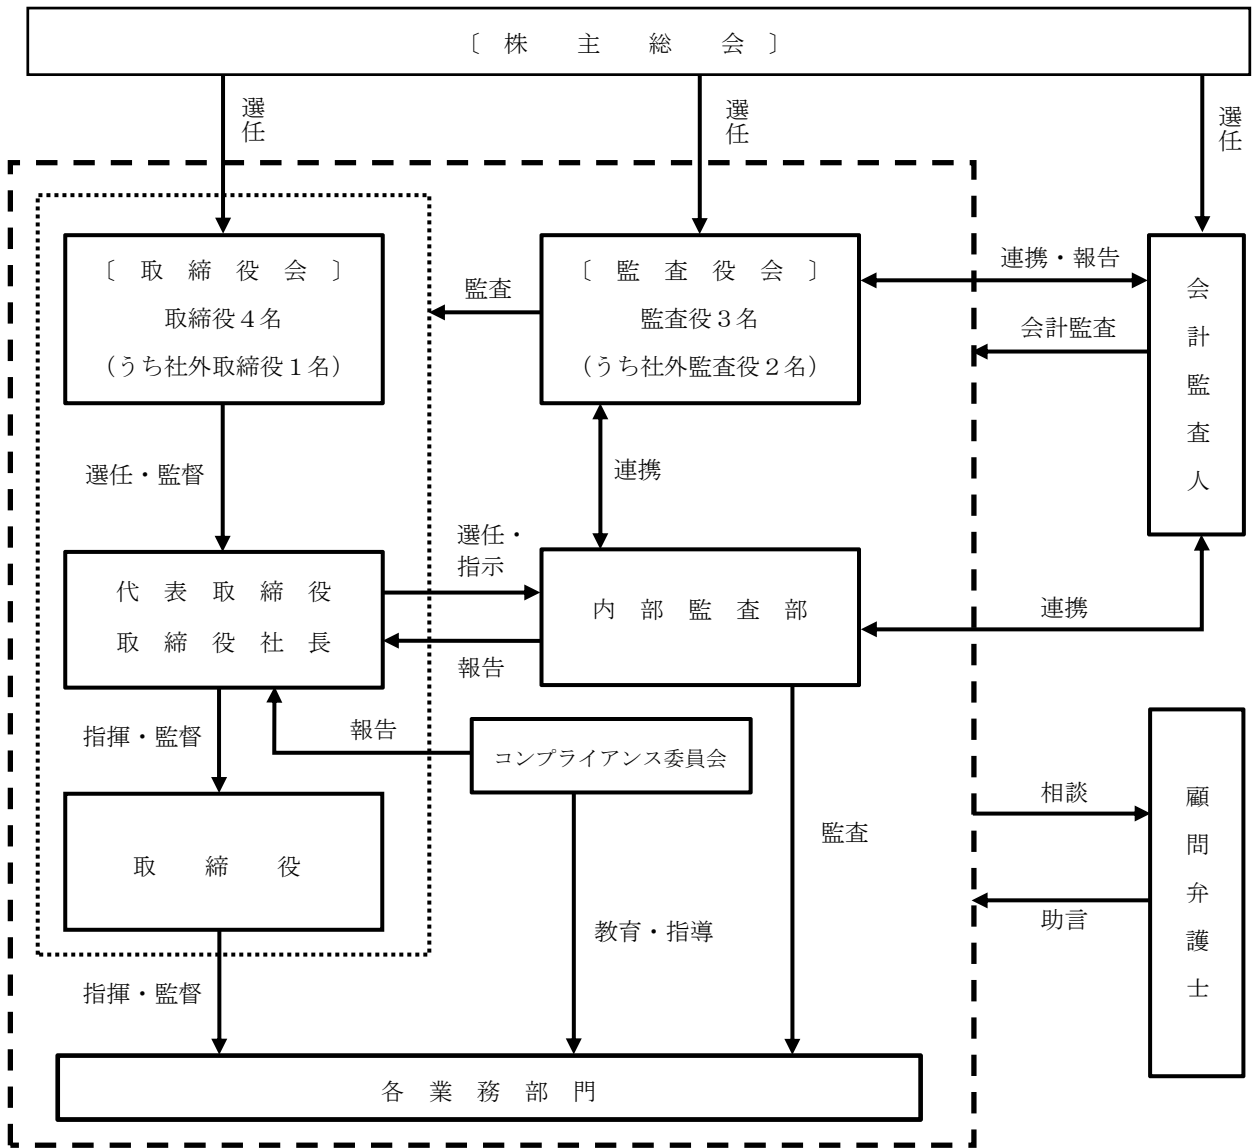 〔 株 主 総 会 〕
選任
選任
選任
〔 取 締 役 会 〕
取締役４名
（うち社外取締役１名）
監査
〔 監 査 役 会 〕
監査役３名
（うち社外監査役２名）
連携・報告
会計監査
会計監査人
選任・監督
連携
選任・
指示
代 表 取 締 役
取 締 役 社 長
内 部 監 査 部
連携
報告
指揮・監督
報告
コンプライアンス委員会
相談
顧問弁護士
監査
取 締 役
助言
教育・指導
指揮・監督
各 業 務 部 門